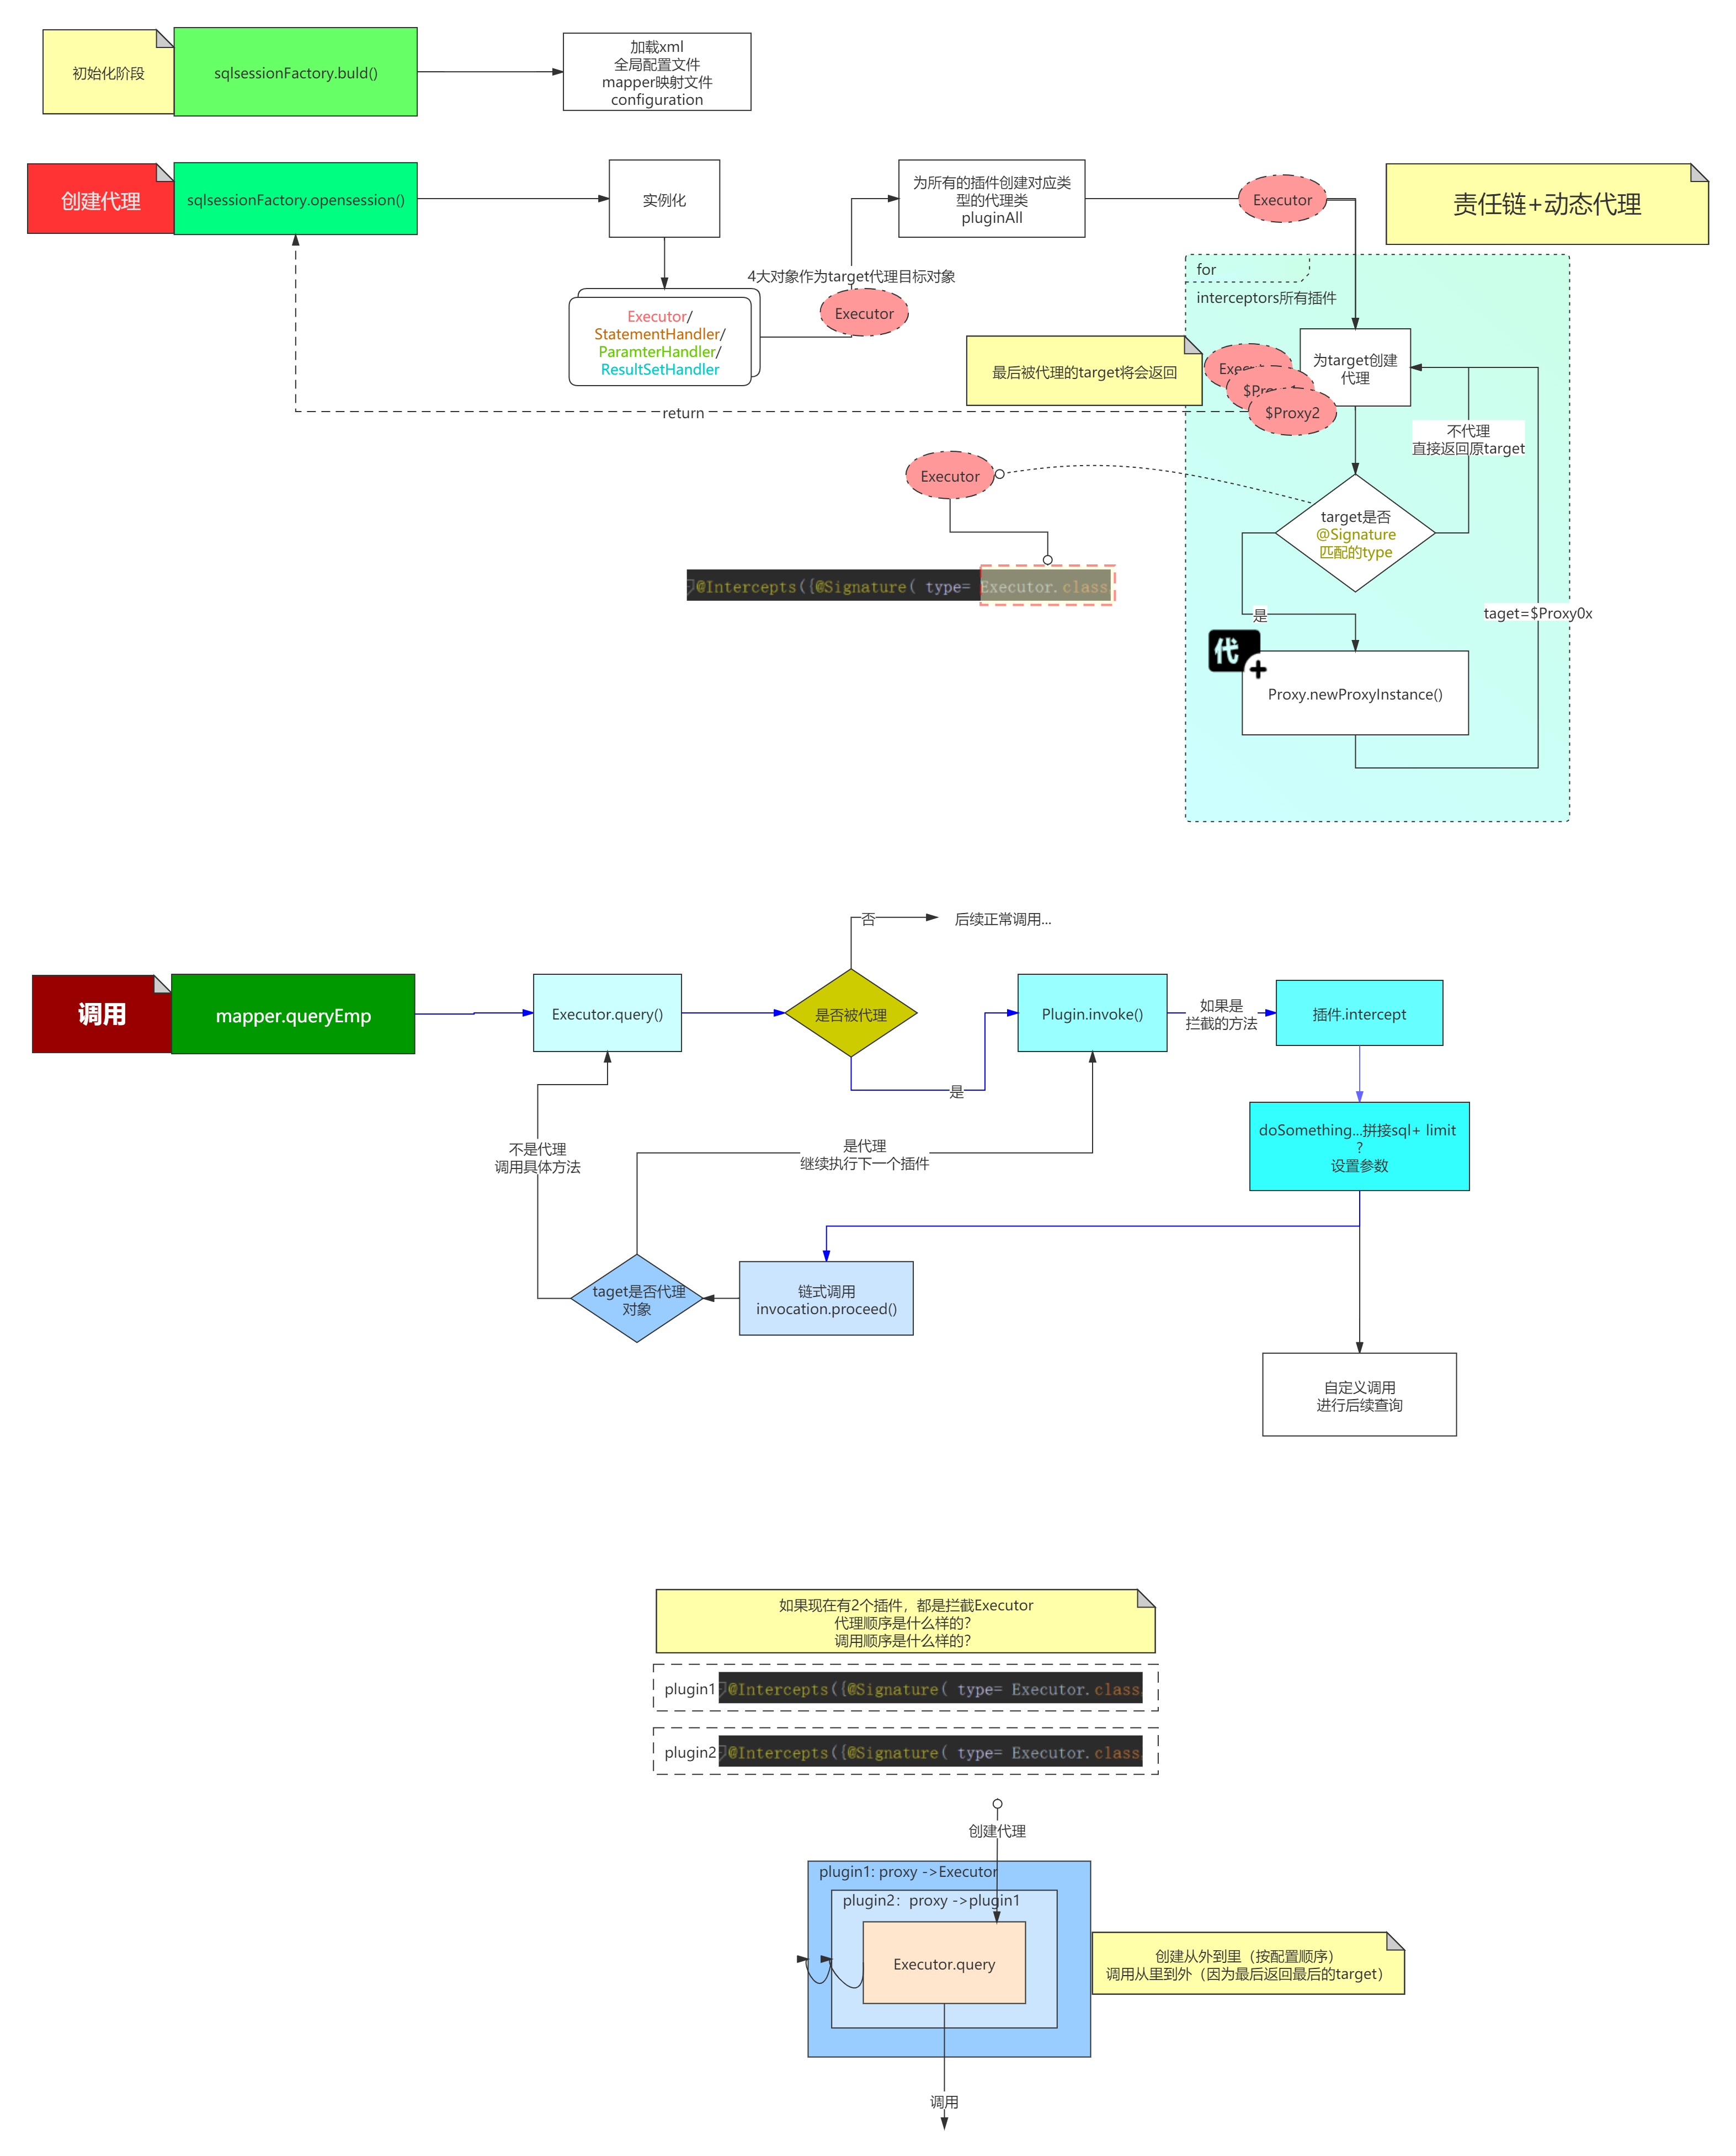 初始化阶段
sqlsessionFactory.buld()
加载xml
全局配置文件
mapper映射文件
configuration
创建代理
sqlsessionFactory.opensession()
实例化
为所有的插件创建对应类
型的代理类
pluginAll
Executor
责任链+动态代理
4大对象作为target代理目标对象
Executor
Executor/
StatementHandler/
ParamterHandler/
ResultSetHandler
for
interceptors所有插件
最后被代理的target将会返回
为target创建
代理
$Proxy2
return
不代理
直接返回原target
Executor
target是否
@Signature
匹配的type
@Intercepts({@Signature( type= Executor.class
是
taget=$Proxy0x
代
Proxy.newProxyInstance()
否
后续正常调用...
调用
mapper.queryEmp
Executor.query()
是否被代理
Plugin.invoke()
如果是
拦截的方法
插件.intercept
是
doSomething...拼接sql+ limit
?
设置参数
不是代理
调用具体方法
是代理
继续执行下一个插件
taget是否代理
对象
链式调用
invocation.proceed()
自定义调用
进行后续查询
如果现在有2个插件，都是拦截Executor
代理顺序是什么样的？
调用顺序是什么样的？
plugin1 @Intercepts({@Signature( type= Executor.class
plugin2 @Intercepts({@Signature( type= Executor.class
创建代理
plugin1: proxy ->Executor
plugin2：proxy ->plugin1
Executor.query
创建从外到里（按配置顺序）
调用从里到外（因为最后返回最后的target）
调用